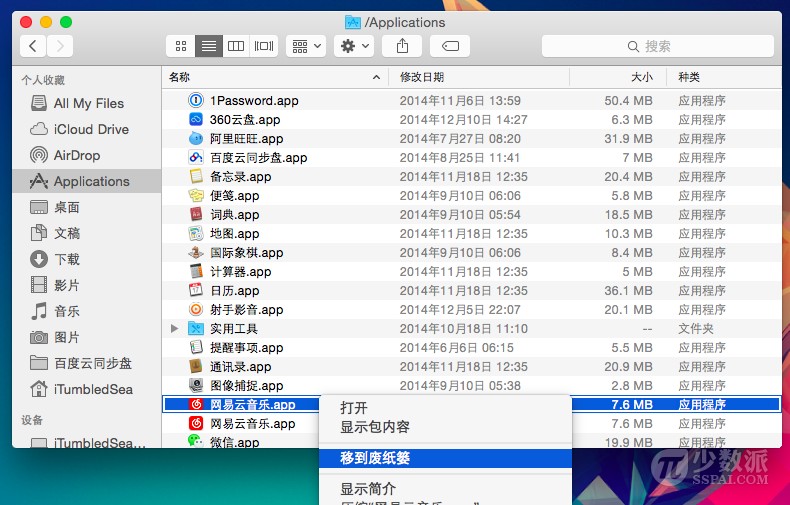 /Applications
搜索
个人收藏
All My Files
iCloud Drive
AirDrop
Applications
桌面
文稿
下载
影片
音乐
图片
百度云同步盘
iTumbledSea
设备
iTumbledSea...
名称 修改日期 大小 种类
1Password.app 2014年11月6日 13:59 50.4 MB 应用程序
360云盘.app 2014年12月10日 14:27 6.3 MB 应用程序
阿里旺旺.app 2014年7月27日 08:20 31.9 MB 应用程序
百度云同步盘.app 2014年8月25日 11:41 7 MB 应用程序
备忘录.app 2014年11月18日 12:35 20.4 MB 应用程序
便笺.app 2014年9月10日 06:06 5.8 MB 应用程序
词典.app 2014年9月10日 05:54 18.5 MB 应用程序
地图.app 2014年11月18日 12:35 10.3 MB 应用程序
国际象棋.app 2014年9月10日 06:06 8.4 MB 应用程序
计算器.app 2014年11月18日 12:35 5 MB 应用程序
日历.app 2014年11月18日 12:35 36.1 MB 应用程序
射手影音.app 2014年12月5日 22:07 20.1 MB 应用程序
实用工具 2014年10月18日 11:10 -- 文件夹
提醒事项.app 2014年6月6日 06:15 5.5 MB 应用程序
通讯录.app 2014年11月18日 12:35 20.9 MB 应用程序
图像捕捉.app 2014年9月10日 05:38 2.8 MB 应用程序
网易云音乐.app 7.6 MB 应用程序
网易云音乐.app 7.6 MB 应用程序
微信.app 19.9 MB 应用程序
打开
显示包内容
移到废纸篓
显示简介
压缩“网易云音乐.app”
少数派
SSPAI.COM